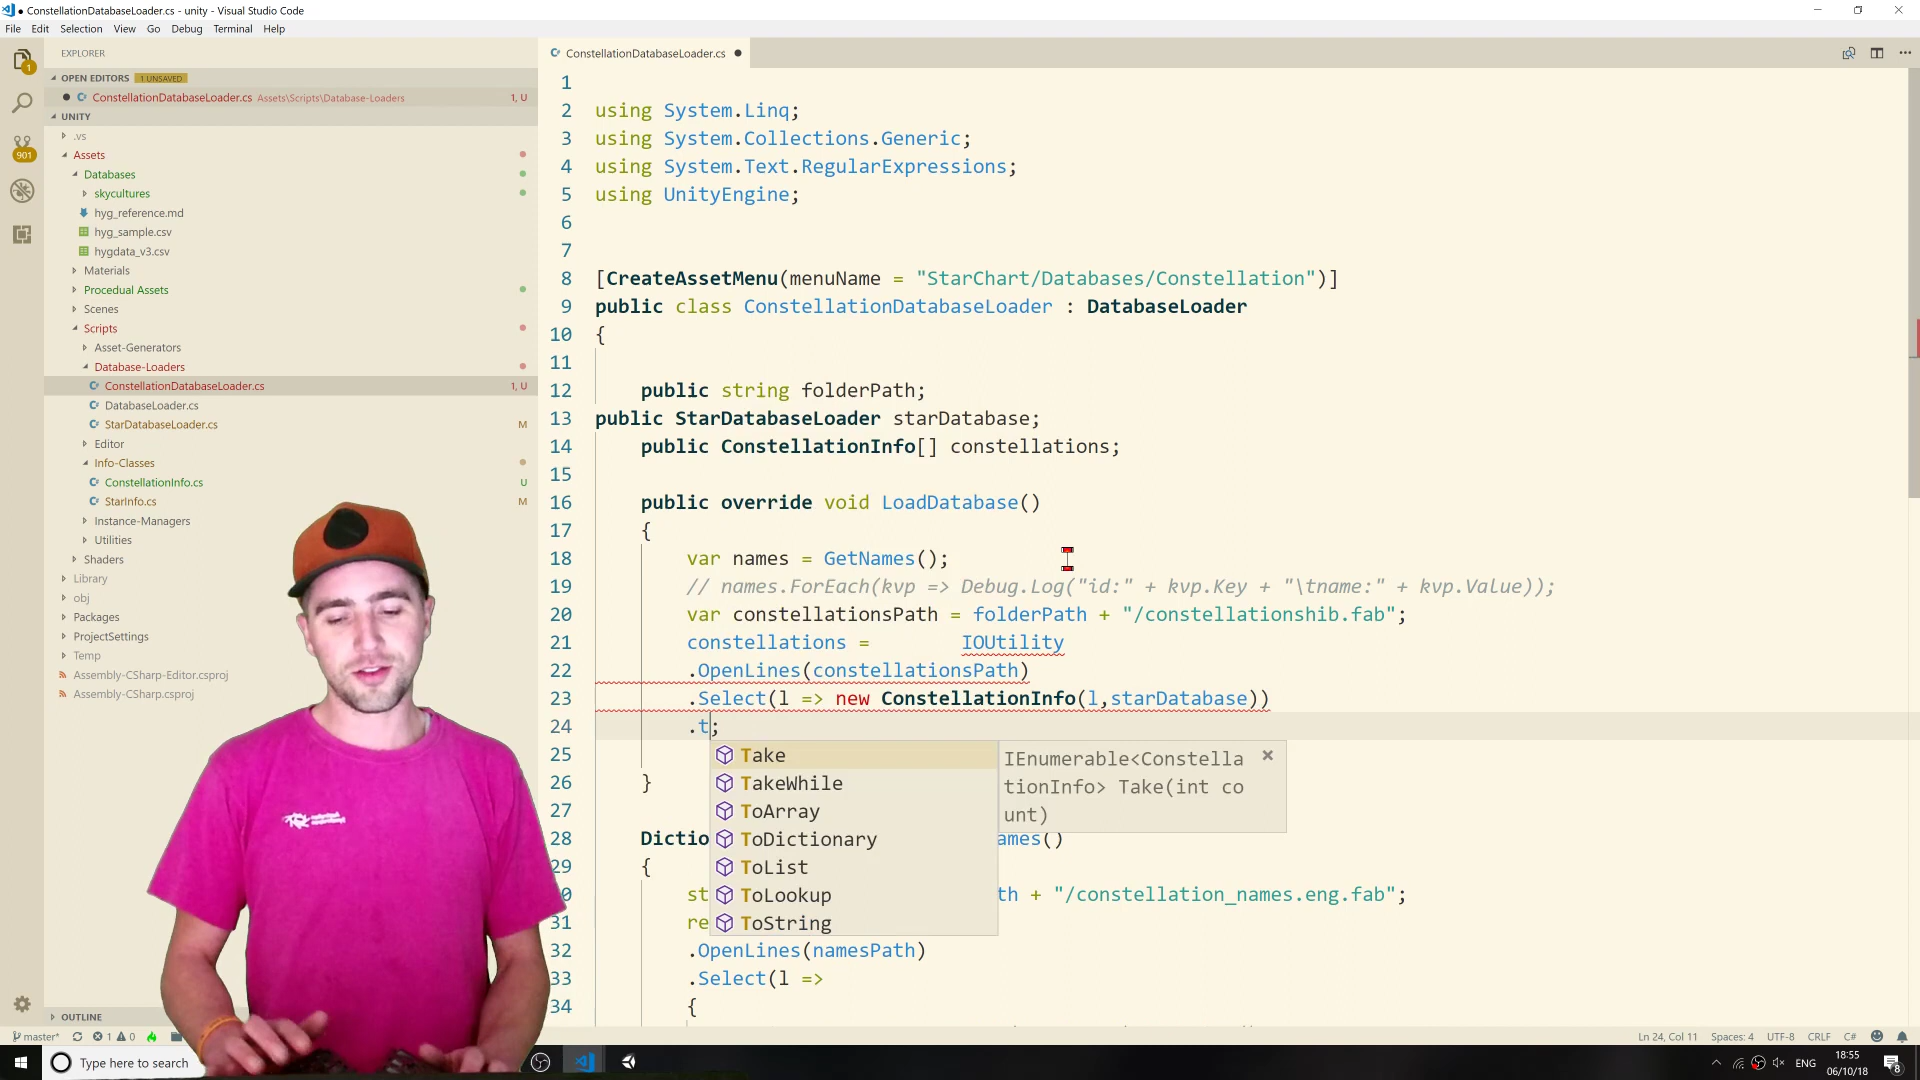 ConstellationDatabaseLoader.cs - unity - Visual Studio Code
File Edit Selection View Go Debug Terminal Help
EXPLORER
ConstellationDatabaseLoader.cs
OPEN EDITORS 1 UNSAVED
ConstellationDatabaseLoader.cs Assets\Scripts\Database-Loaders 1, U
UNITY
.vs
Assets
Databases
skycultures
hyg_reference.md
hyg_sample.csv
hygdata_v3.csv
Materials
Procedual Assets
Scenes
Scripts
Asset-Generators
Database-Loaders
ConstellationDatabaseLoader.cs 1, U
DatabaseLoader.cs
StarDatabaseLoader.cs M
Editor
Info-Classes
ConstellationInfo.cs U
StarInfo.cs M
Instance-Managers
Utilities
Shaders
Library
obj
Packages
ProjectSettings
Temp
Assembly-CSharp-Editor.csproj
Assembly-CSharp.csproj
OUTLINE
1
901
1
2 using System.Linq;
3 using System.Collections.Generic;
4 using System.Text.RegularExpressions;
5 using UnityEngine;
6
7
8 [CreateAssetMenu(menuName = "StarChart/Databases/Constellation")]
9 public class ConstellationDatabaseLoader : DatabaseLoader
10 {
11
12 public string folderPath;
13 public StarDatabaseLoader starDatabase;
14 public ConstellationInfo[] constellations;
15
16 public override void LoadDatabase()
17 {
18 var names = GetNames();
19 // names.ForEach(kvp => Debug.Log("id:" + kvp.Key + "\tname:" + kvp.Value));
20 var constellationsPath = folderPath + "/constellationshib.fab";
21 constellations = IOUtility
22 .OpenLines(constellationsPath)
23 .Select(l => new ConstellationInfo(l,starDatabase))
24 .t;
25
26 }
27
28 Dictio ames()
29 {
0 st th + "/constellation_names.eng.fab";
31 re
32 .OpenLines(namesPath)
33 .Select(l =>
34 {
Take
TakeWhile
ToArray
ToDictionary
ToList
ToLookup
ToString
IEnumerable<Constella
tionInfo> Take(int co
unt)
master* 1 0
Ln 24, Col 11 Spaces: 4 UTF-8 CRLF C#
Type here to search
ENG
18:55
06/10/18
8